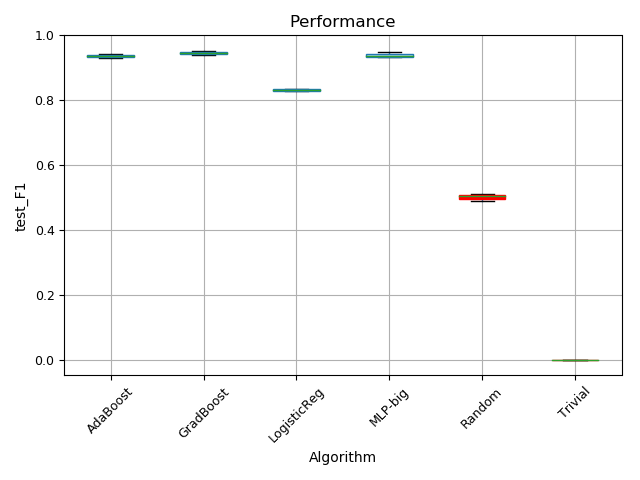 Performance
1.0
0.8
0.6
0.4
0.2
0.0
test_F1
AdaBoost
GradBoost
LogisticReg
MLP-big
Random
Trivial
Algorithm